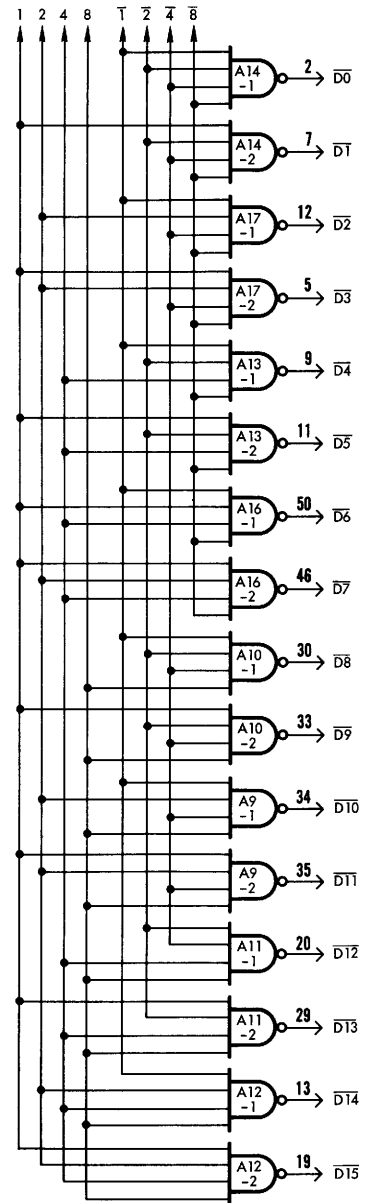 1 2 4 8 1̅ 2̅ 4̅ 8̅
A14 -1 2 D̅0̅
A14 -2 7 D̅1̅
A17 -1 12 D̅2̅
A17 -2 5 D̅3̅
A13 -1 9 D̅4̅
A13 -2 11 D̅5̅
A16 -1 50 D̅6̅
A16 -2 46 D̅7̅
A10 -1 30 D̅8̅
A10 -2 33 D̅9̅
A9 -1 34 D̅1̅0̅
A9 -2 35 D̅1̅1̅
A11 -1 20 D̅1̅2̅
A11 -2 29 D̅1̅3̅
A12 -1 13 D̅1̅4̅
A12 -2 19 D̅1̅5̅